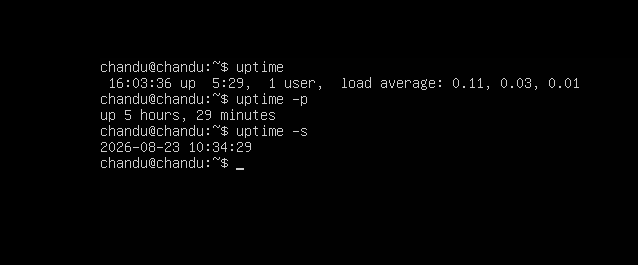 chandu@chandu:~$ uptime
 16:03:36 up  5:29,  1 user,  load average: 0.11, 0.03, 0.01
chandu@chandu:~$ uptime -p
up 5 hours, 29 minutes
chandu@chandu:~$ uptime -s
2026-08-23 10:34:29
chandu@chandu:~$ _